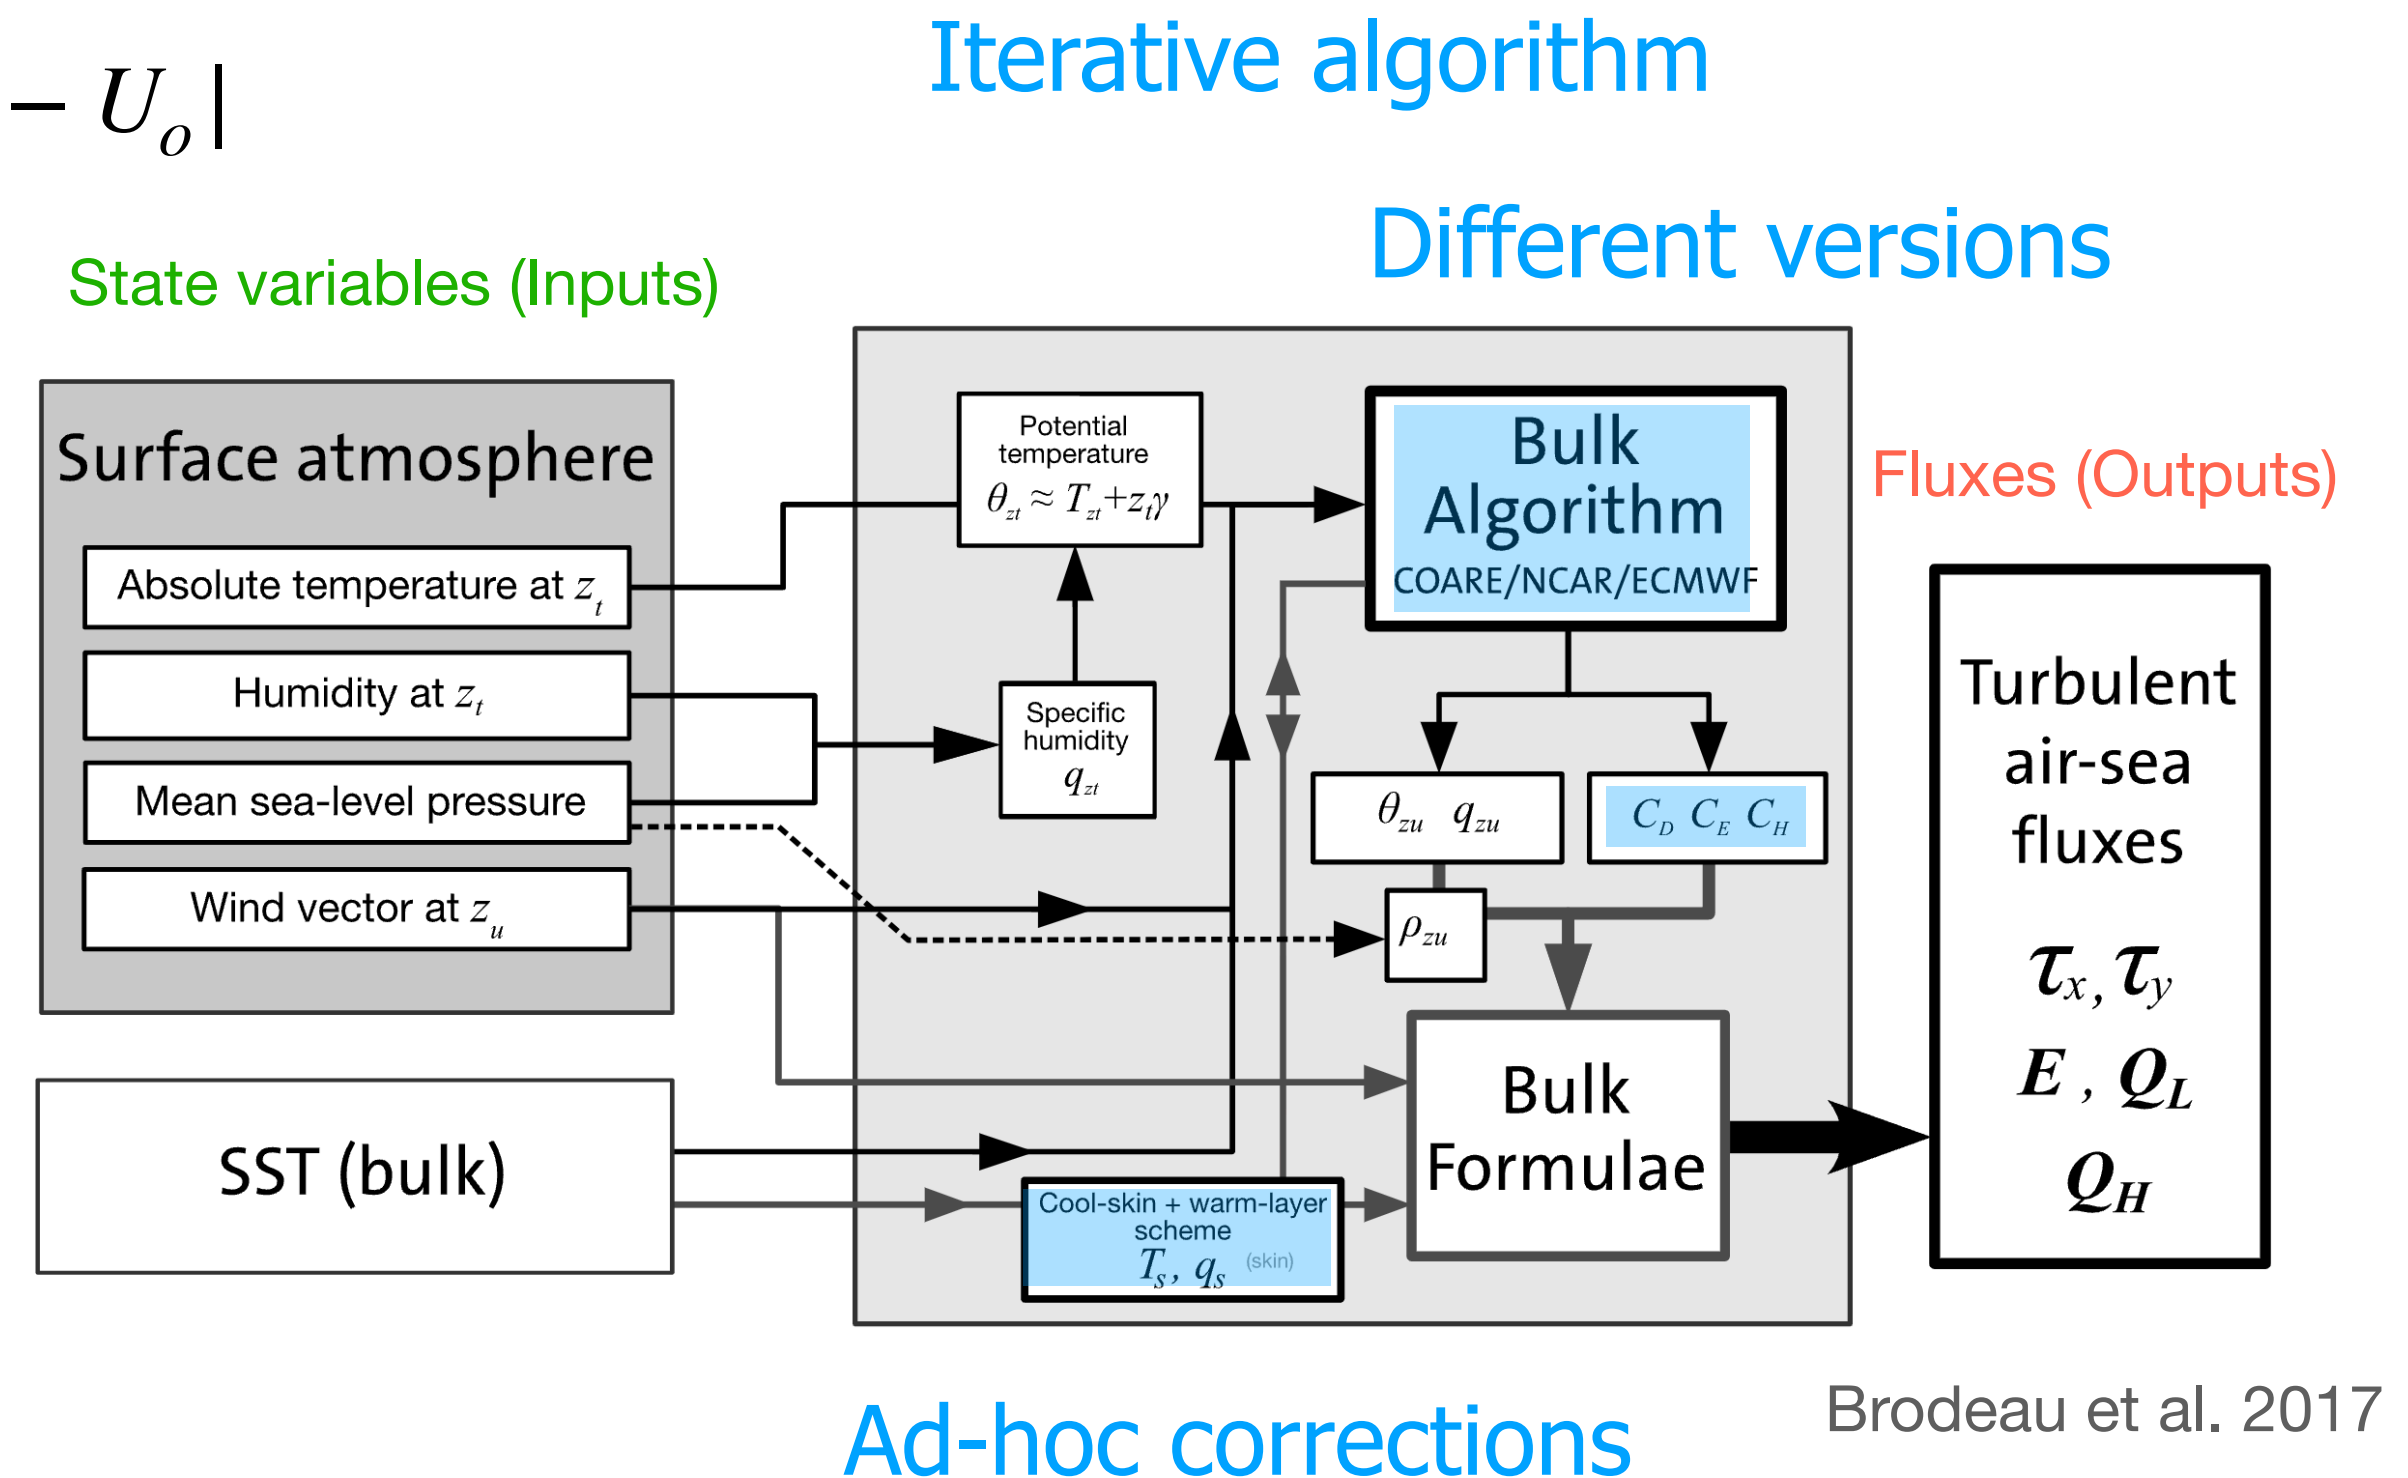 Iterative algorithm
− U_o |
Different versions
State variables (Inputs)
Surface atmosphere
Absolute temperature at z_t
Humidity at z_t
Mean sea-level pressure
Wind vector at z_u
SST (bulk)
Potential
temperature
θ_zt ≈ T_zt+z_tγ
Specific
humidity
q_zt
Bulk
Algorithm
COARE/NCAR/ECMWF
θ_zu q_zu
C_D C_E C_H
ρ_zu
Bulk
Formulae
Cool-skin + warm-layer
scheme
T_s, q_s (skin)
Fluxes (Outputs)
Turbulent
air-sea
fluxes
τ_x, τ_y
E , Q_L
Q_H
Brodeau et al. 2017
Ad-hoc corrections